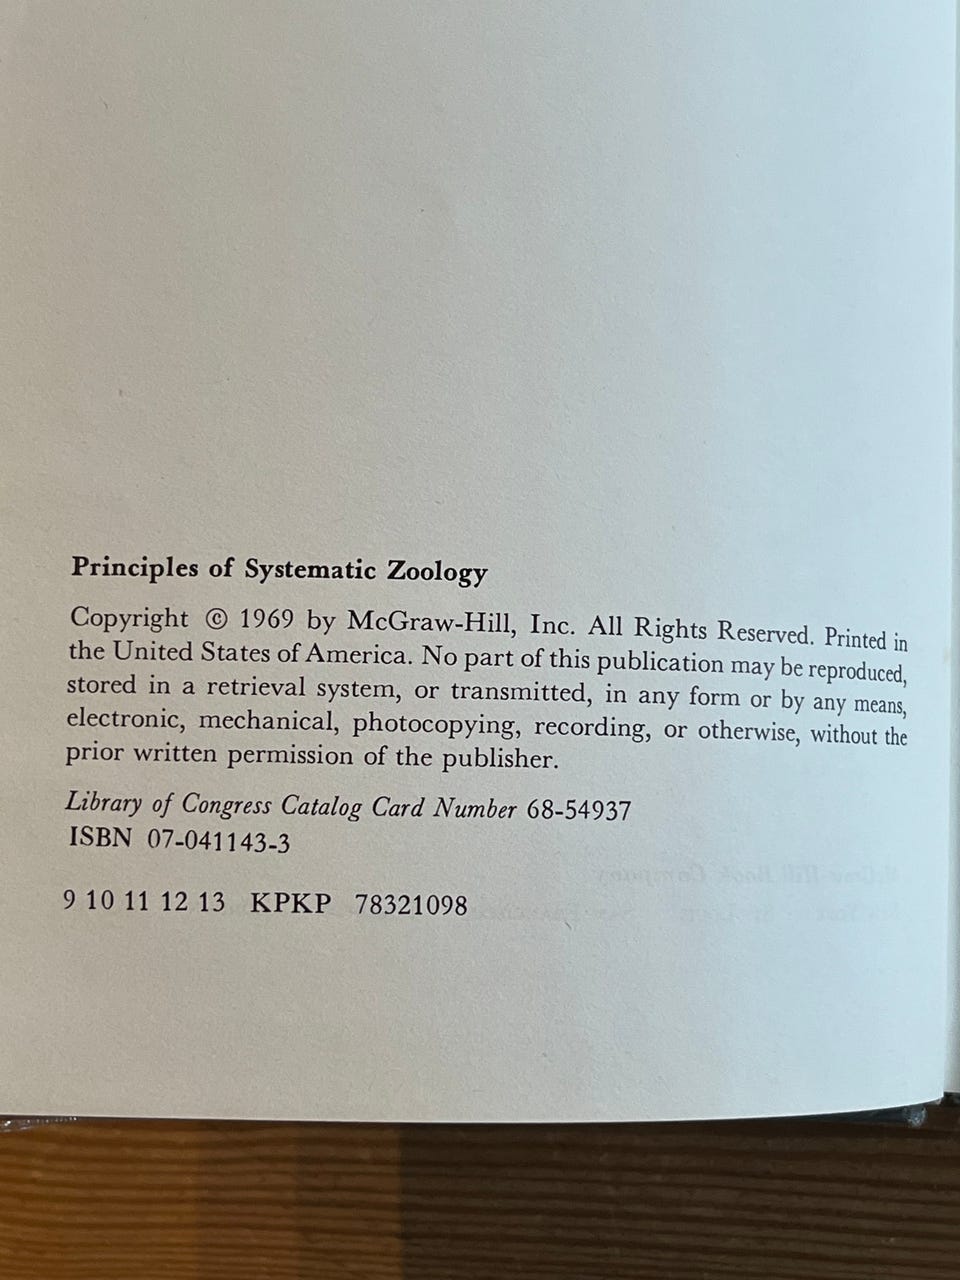 Principles of Systematic Zoology
Copyright © 1969 by McGraw-Hill, Inc. All Rights Reserved. Printed in
the United States of America. No part of this publication may be reproduced,
stored in a retrieval system, or transmitted, in any form or by any means,
electronic, mechanical, photocopying, recording, or otherwise, without the
prior written permission of the publisher.
Library of Congress Catalog Card Number 68-54937
ISBN 07-041143-3
9 10 11 12 13 KPKP 78321098